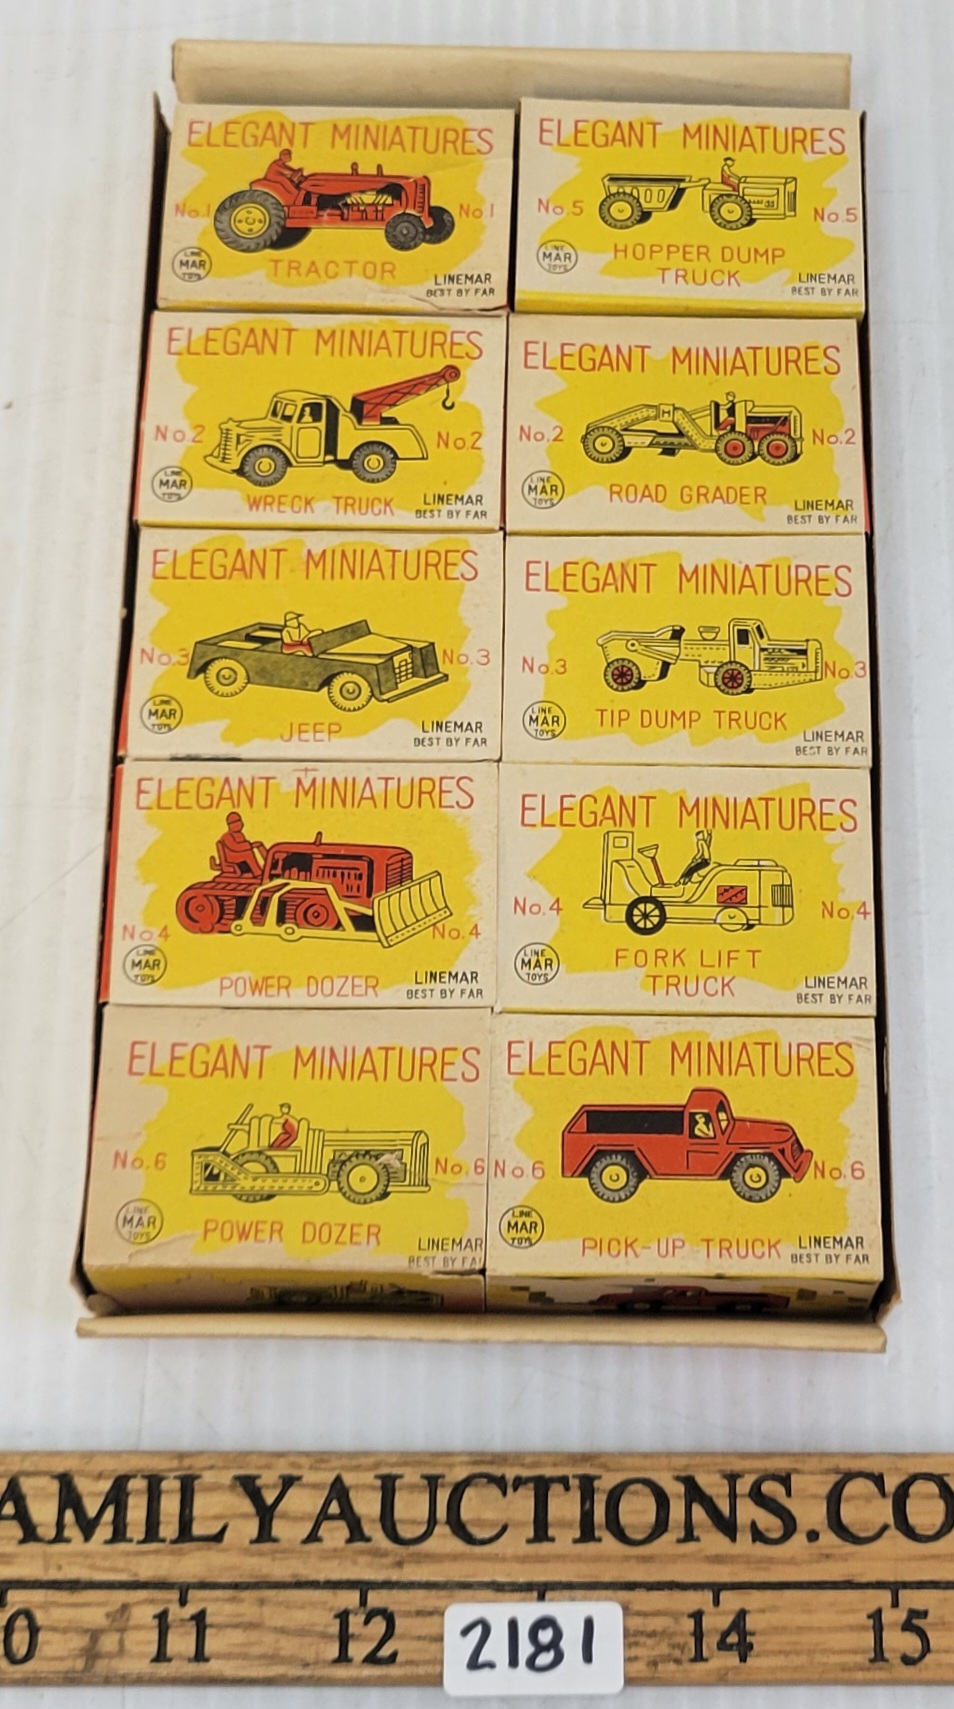 ELEGANT MINIATURES
No.1 No.1
LINE MAR TOYS
TRACTOR
LINEMAR
BEST BY FAR
ELEGANT MINIATURES
No.5 No.5
LINE MAR TOYS
HOPPER DUMP
TRUCK
LINEMAR
BEST BY FAR
ELEGANT MINIATURES
No.2 No.2
LINE MAR TOYS
WRECK TRUCK
LINEMAR
BEST BY FAR
ELEGANT MINIATURES
H
No.2 No.2
LINE MAR TOYS
ROAD GRADER
LINEMAR
BEST BY FAR
ELEGANT MINIATURES
No.3 No.3
LINE MAR TOYS
JEEP
LINEMAR
BEST BY FAR
ELEGANT MINIATURES
No.3 No.3
LINE MAR TOYS
TIP DUMP TRUCK
LINEMAR
BEST BY FAR
ELEGANT MINIATURES
No.4 No.4
LINE MAR TOYS
POWER DOZER
LINEMAR
BEST BY FAR
ELEGANT MINIATURES
No.4 No.4
LINE MAR TOYS
FORK LIFT
TRUCK
LINEMAR
BEST BY FAR
ELEGANT MINIATURES
No.6 No.6
LINE MAR TOYS
POWER DOZER
LINEMAR
BEST BY FA
ELEGANT MINIATURES
No.6 No.6
LINE MAR TOYS
PICK-UP TRUCK
LINEMAR
BEST BY FAR
AMILYAUCTIONS.CO
0 11 12 14 15
2181